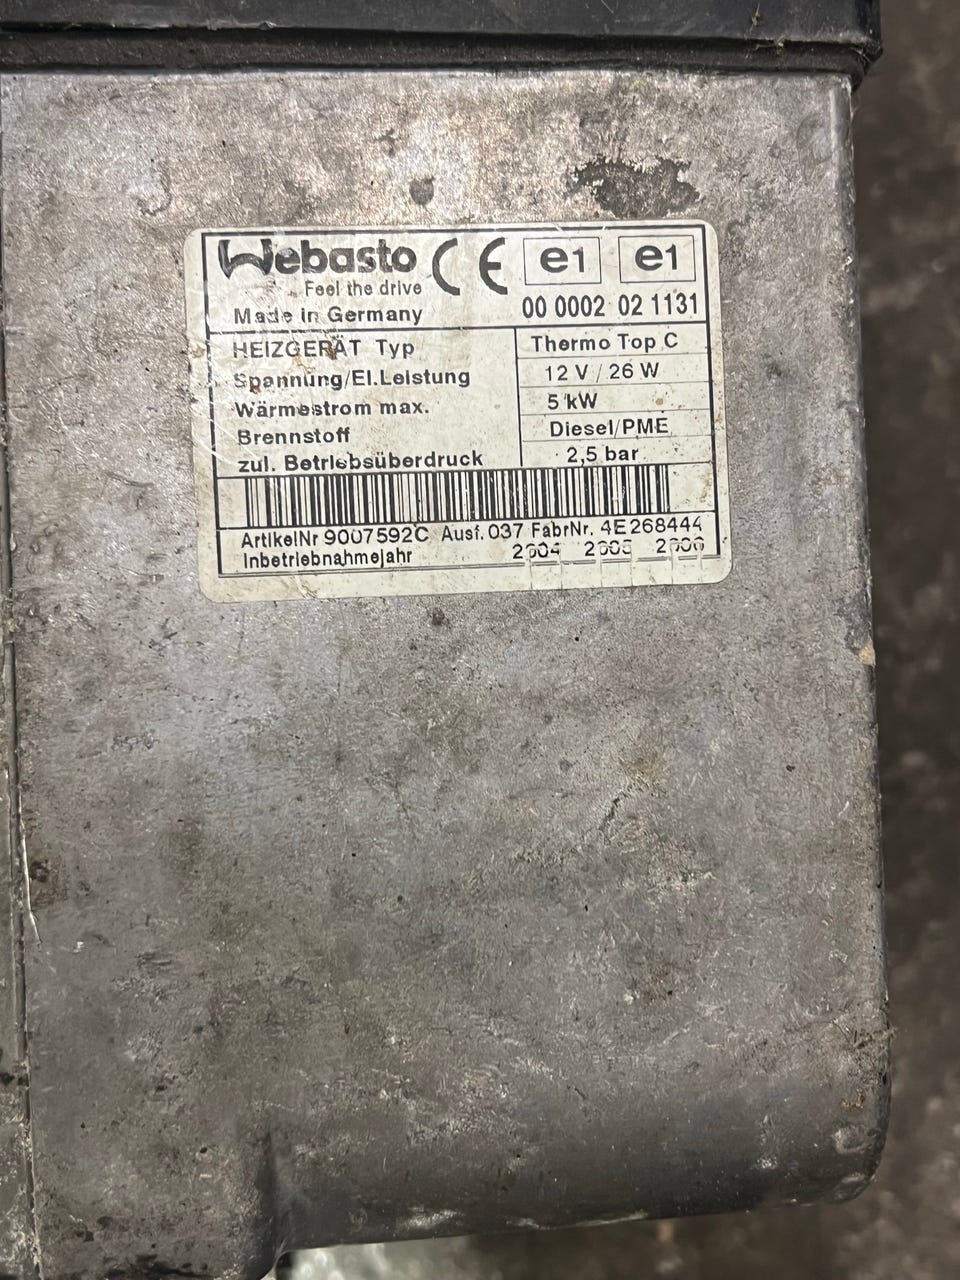 Webasto CE e1 e1
Feel the drive
Made in Germany 00 0002 02 1131
HEIZGERÄT Typ Thermo Top C
Spannung/El.Leistung 12 V / 26 W
Wärmestrom max. 5 kW
Brennstoff Diesel/PME
zul. Betriebsüberdruck 2,5 bar
ArtikelNr 9007592C Ausf. 037 FabrNr. 4E268444
Inbetriebnahmejahr 2004 2005 2006